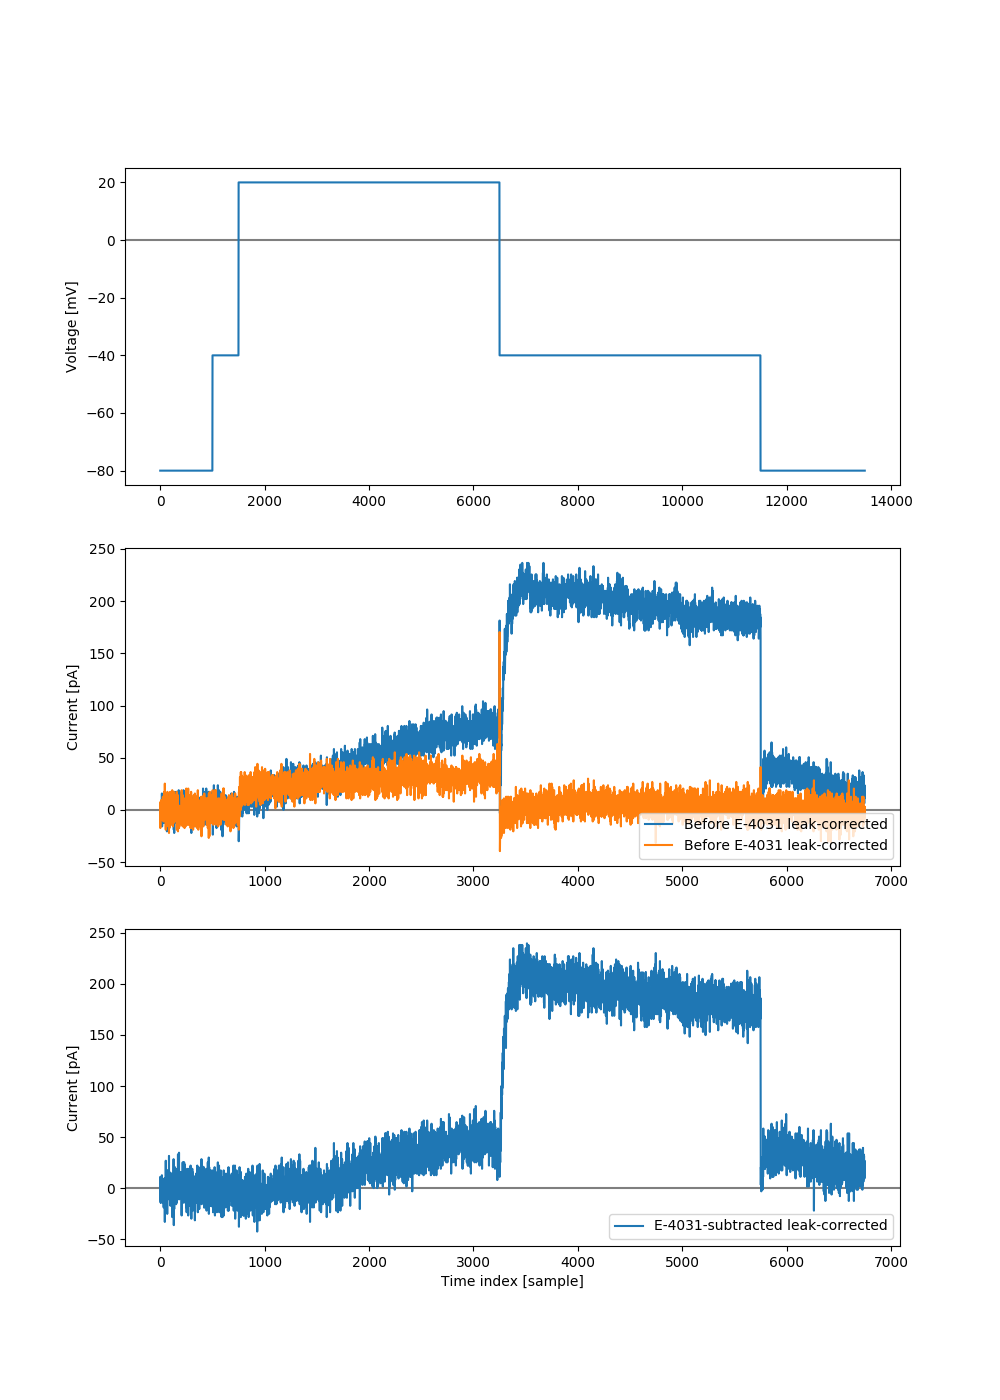 20
0
−20
−40
−60
−80
Voltage [mV]
0 2000 4000 6000 8000 10000 12000 14000
250
200
150
100
50
0
−50
Current [pA]
Before E-4031 leak-corrected
Before E-4031 leak-corrected
0 1000 2000 3000 4000 5000 6000 7000
250
200
150
100
50
0
−50
Current [pA]
E-4031-subtracted leak-corrected
0 1000 2000 3000 4000 5000 6000 7000
Time index [sample]